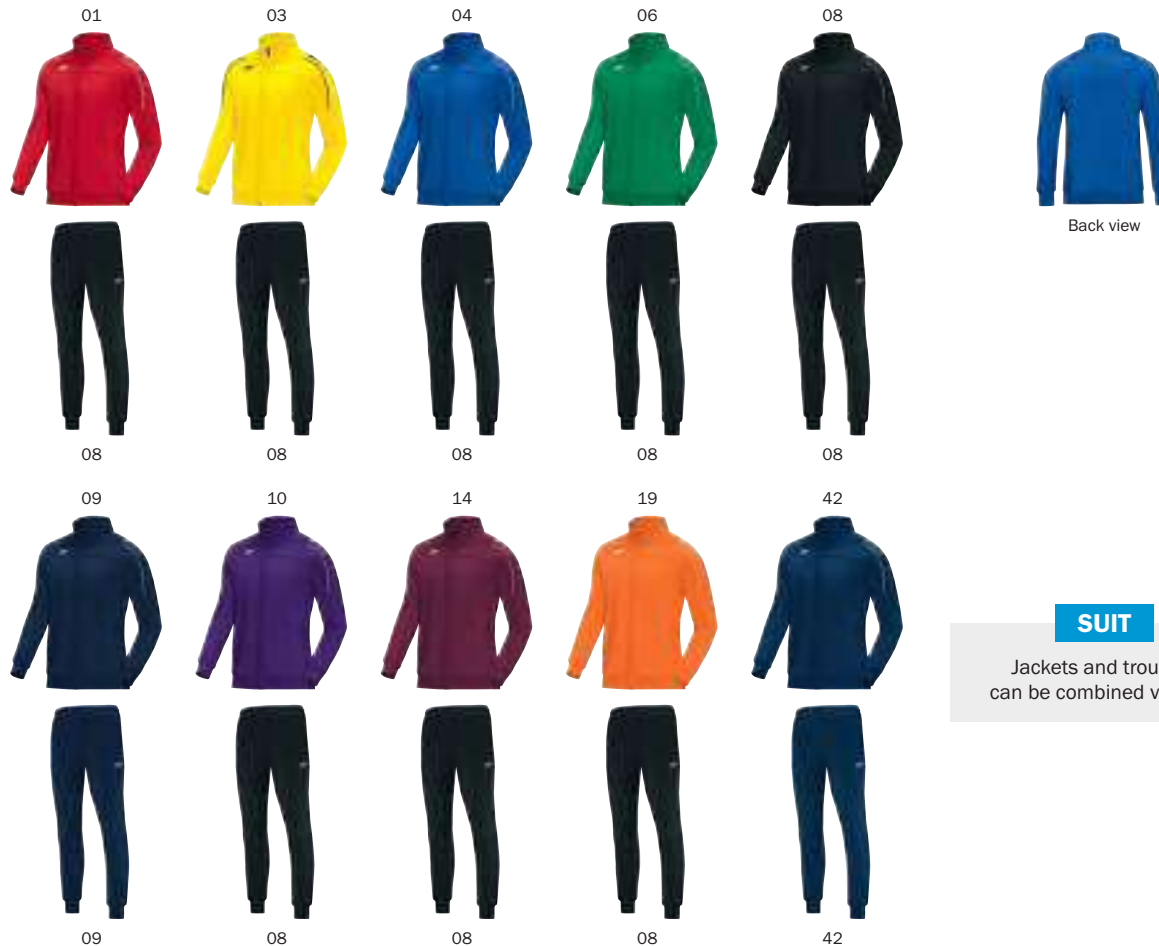 01 03 04 06 08
Back view
08 08 08 08 08
09 10 14 19 42
SUIT
Jackets and trou
can be combined v
09 08 08 08 42